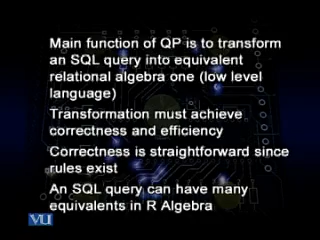 Main function of QP is to transform
an SQL query into equivalent
relational algebra one (low level
language)
Transformation must achieve
correctness and efficiency
Correctness is straightforward since
rules exist
An SQL query can have many
equivalents in R Algebra
VU